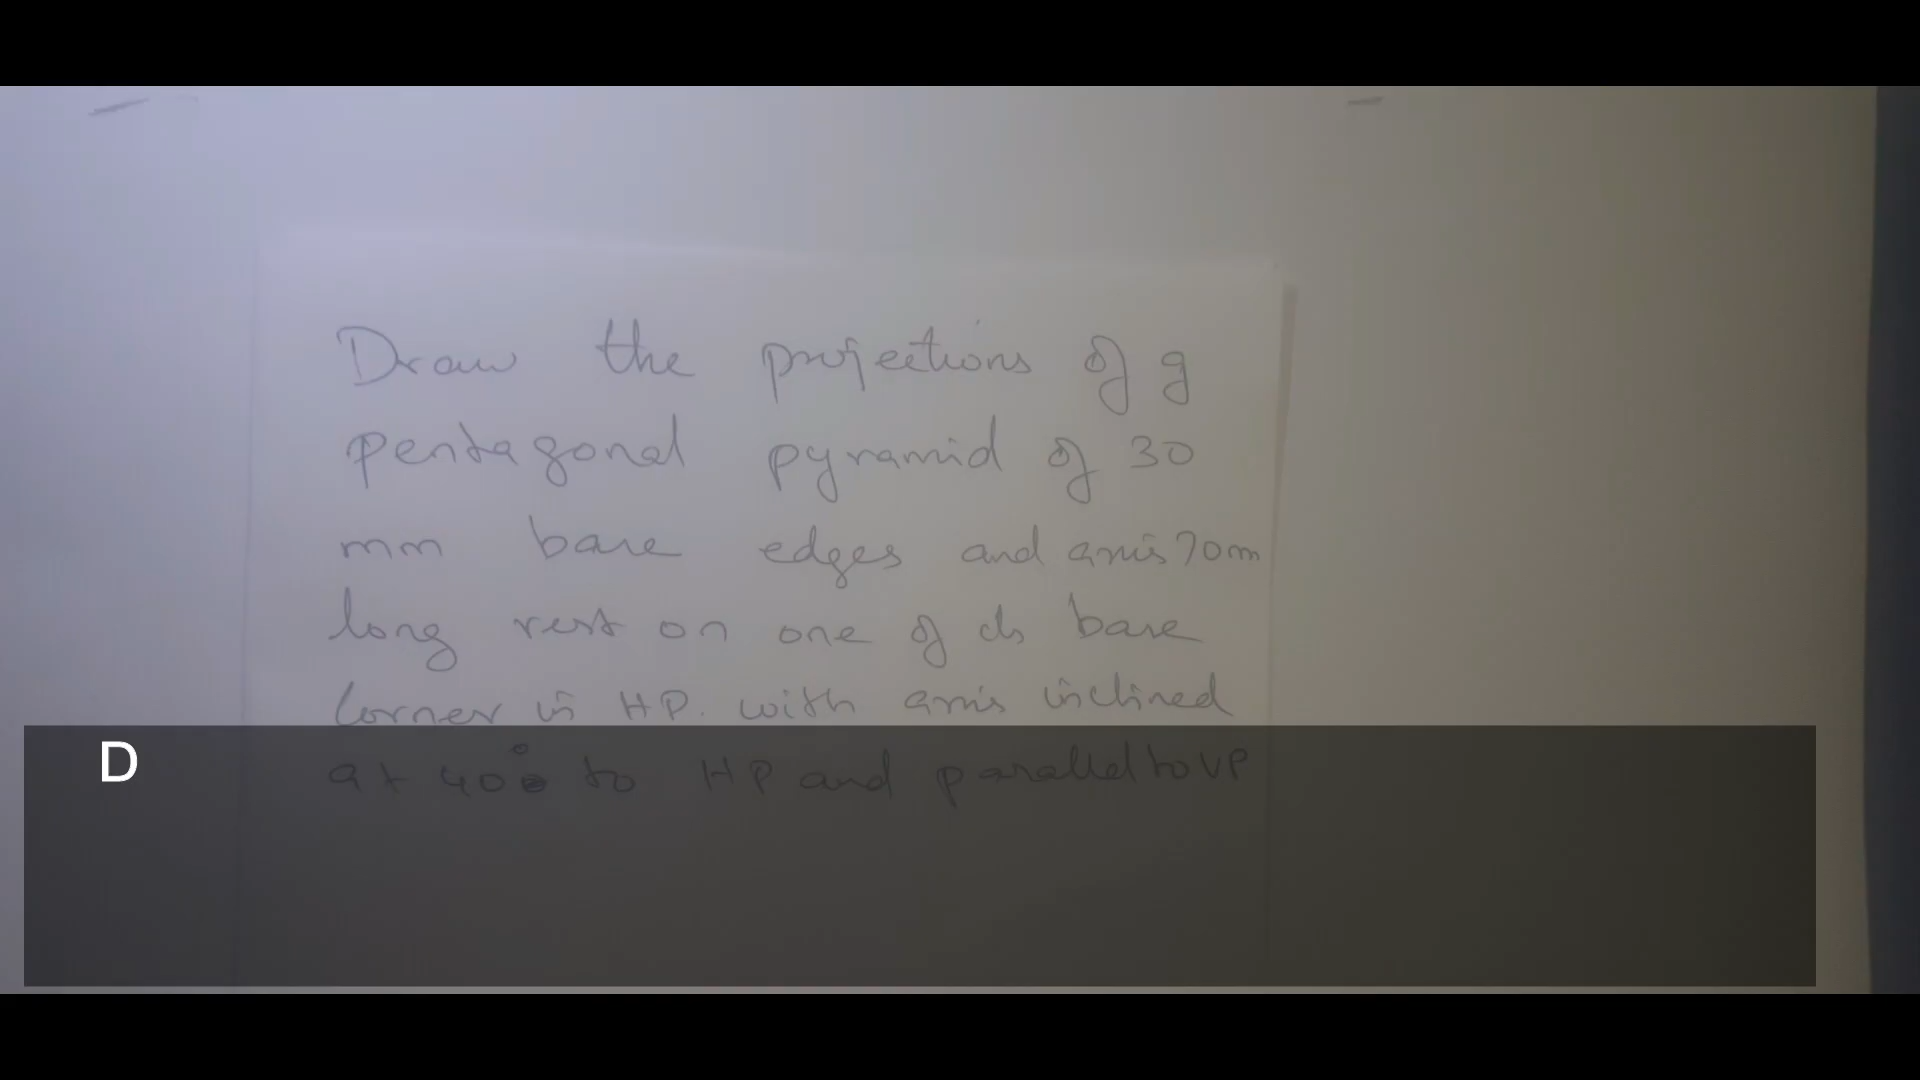 Draw the projections of a
pentagonal pyramid of 30
mm base edges and axis 70m
long rest on one of its base
corner in HP. with axis inclined
at 40° to HP and parallel to VP
D